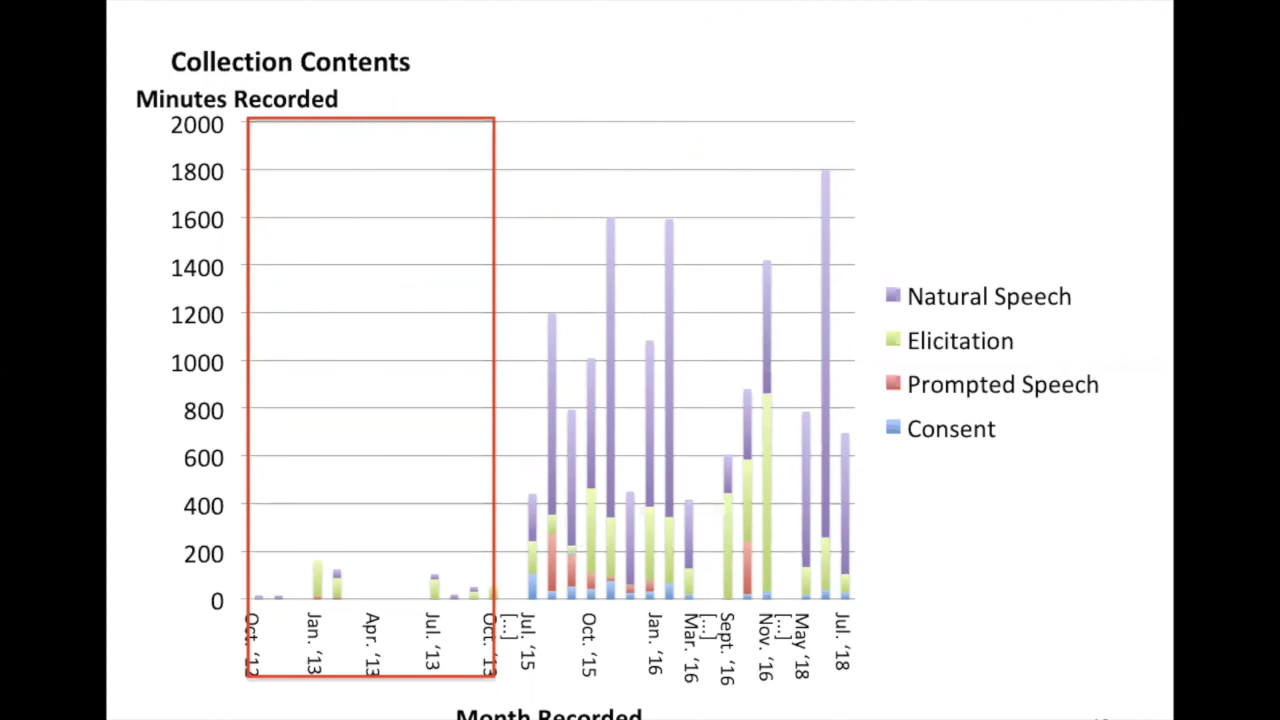 Collection Contents
Minutes Recorded
2000
1800
1600
1400
1200
1000
800
600
400
200
0
Natural Speech
Elicitation
Prompted Speech
Consent
Oct. '12
Jan. '13
Apr. '13
Jul. '13
Oct. '13
[...]
Jul. '15
Oct. '15
Jan. '16
Mar. '16
[...]
Sept. '16
Nov. '16
[...]
May '18
Jul. '18
Month Recorded